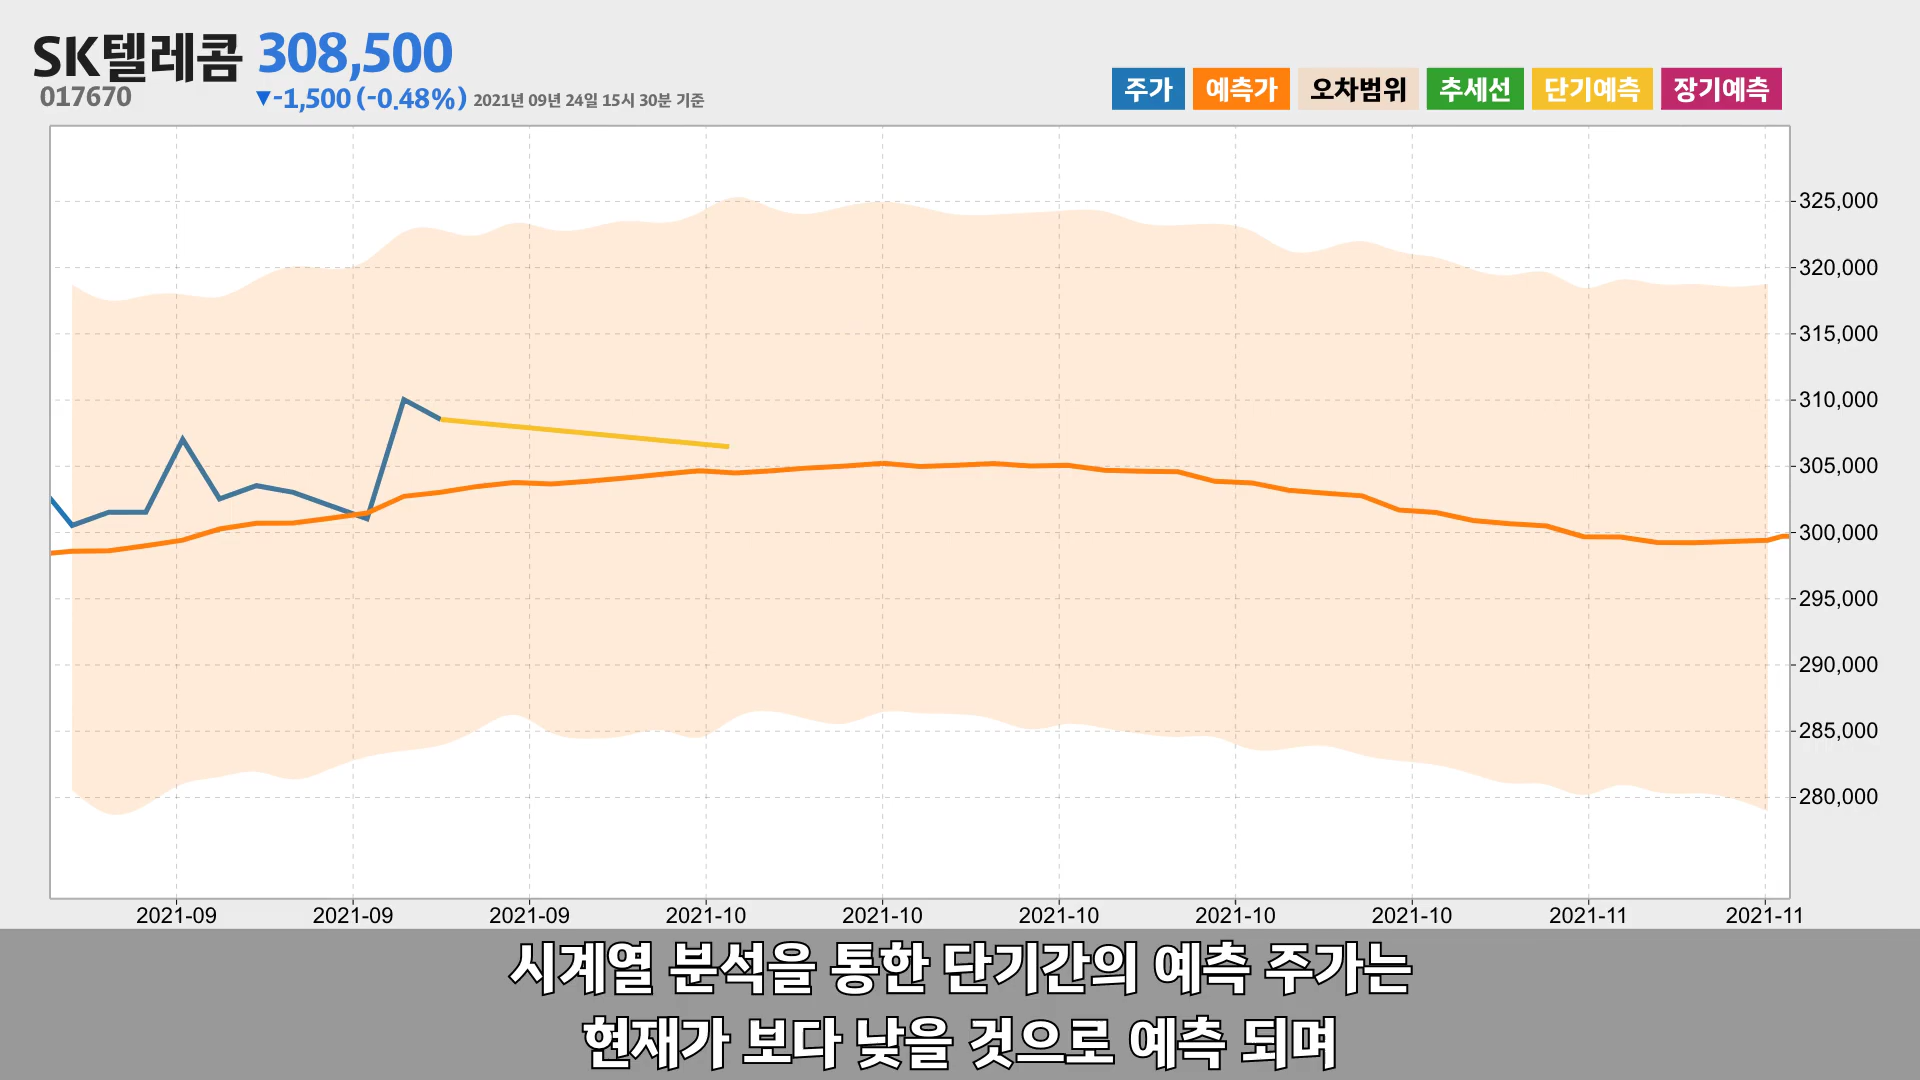 SK텔레콤 308,500
017670
▼-1,500 (-0.48%) 2021년 09년 24일 15시 30분 기준
주가 예측가 오차범위 추세선 단기예측 장기예측
325,000
320,000
315,000
310,000
305,000
300,000
295,000
290,000
285,000
280,000
2021-09 2021-09 2021-09 2021-10 2021-10 2021-10 2021-10 2021-10 2021-11 2021-11
시계열 분석을 통한 단기간의 예측 주가는
현재가 보다 낮을 것으로 예측 되며